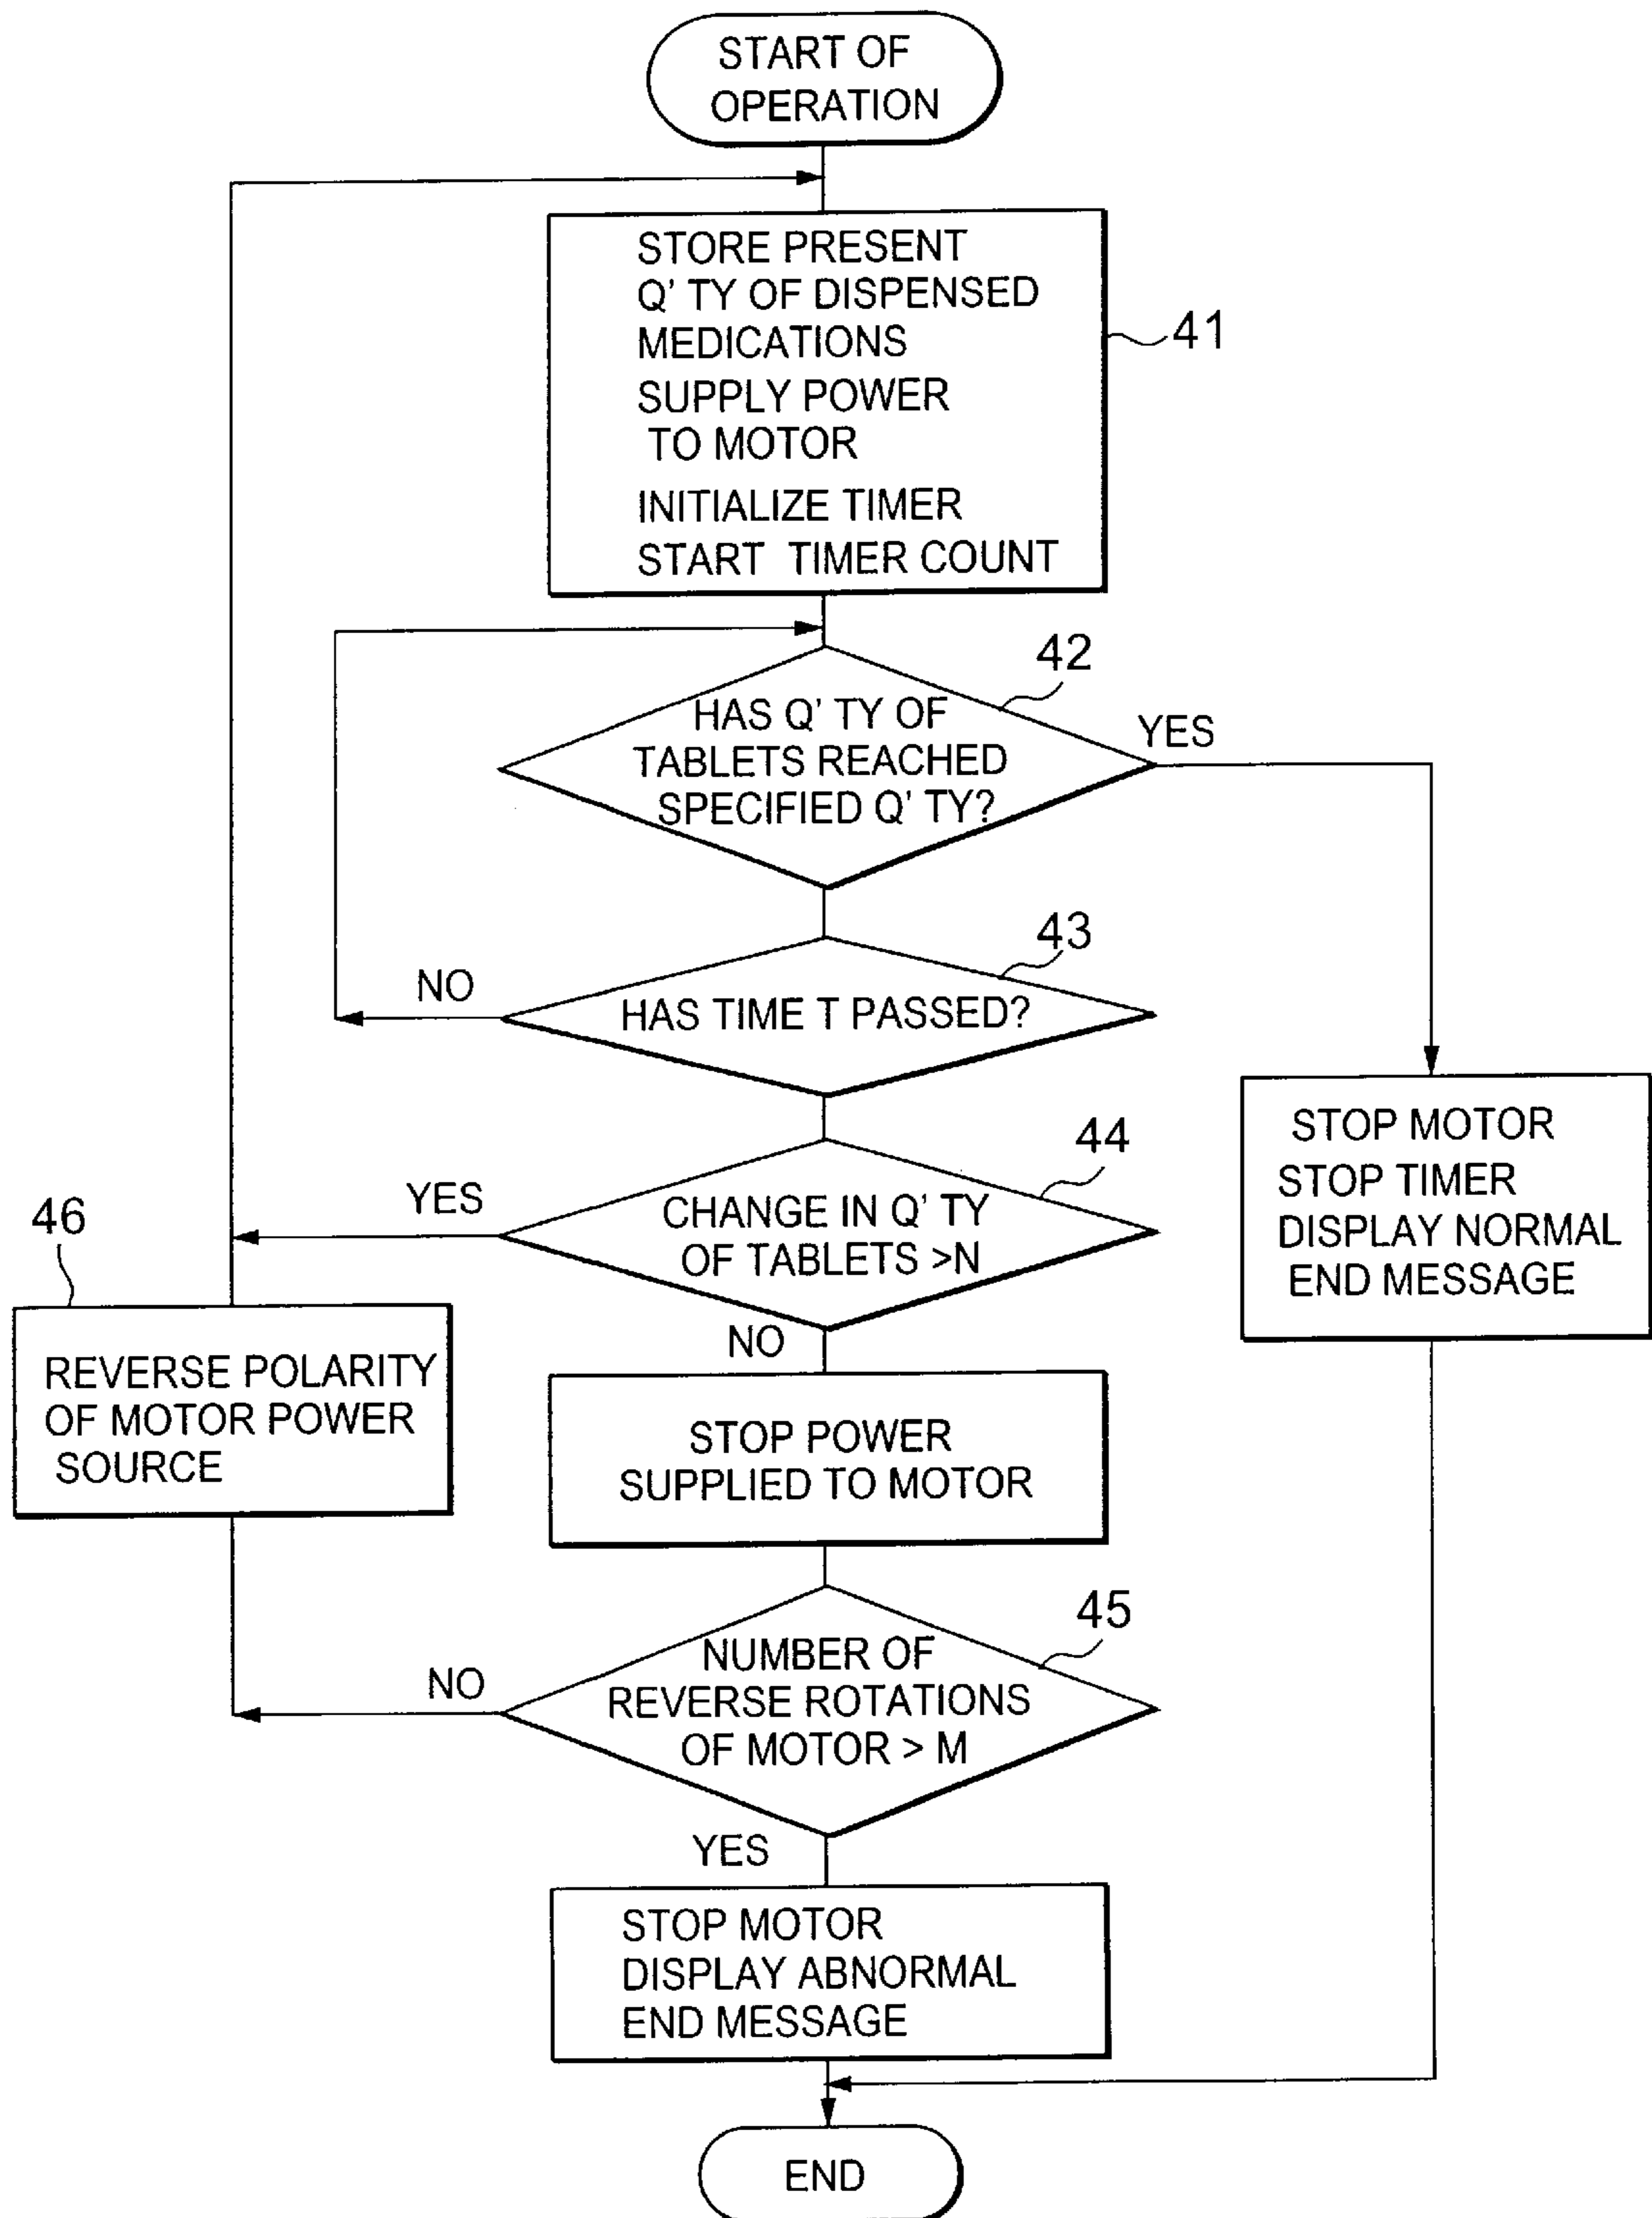 START OF
OPERATION
STORE PRESENT
Q' TY OF DISPENSED
MEDICATIONS
SUPPLY POWER
TO MOTOR
INITIALIZE TIMER
START TIMER COUNT
41
42
HAS Q' TY OF
TABLETS REACHED
SPECIFIED Q' TY?
YES
43
NO
HAS TIME T PASSED?
44
YES
CHANGE IN Q' TY
OF TABLETS >N
NO
STOP MOTOR
STOP TIMER
DISPLAY NORMAL
END MESSAGE
46
REVERSE POLARITY
OF MOTOR POWER
SOURCE
STOP POWER
SUPPLIED TO MOTOR
45
NO
NUMBER OF
REVERSE ROTATIONS
OF MOTOR > M
YES
STOP MOTOR
DISPLAY ABNORMAL
END MESSAGE
END